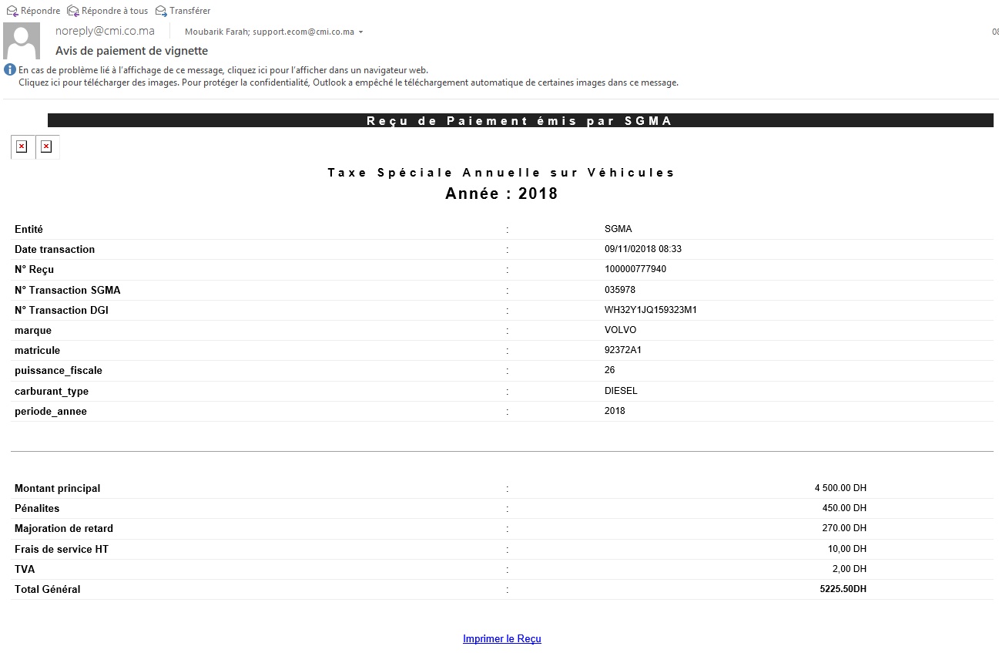 Répondre Répondre à tous Transférer
noreply@cmi.co.ma Moubarik Farah; support.ecom@cmi.co.ma
Avis de paiement de vignette
En cas de problème lié à l'affichage de ce message, cliquez ici pour l'afficher dans un navigateur web.
Cliquez ici pour télécharger des images. Pour protéger la confidentialité, Outlook a empêché le téléchargement automatique de certaines images dans ce message.
Reçu de Paiement émis par SGMA
Taxe Spéciale Annuelle sur Véhicules
Année : 2018
Entité : SGMA
Date transaction : 09/11/02018 08:33
N° Reçu : 100000777940
N° Transaction SGMA : 035978
N° Transaction DGI : WH32Y1JQ159323M1
marque : VOLVO
matricule : 92372A1
puissance_fiscale : 26
carburant_type : DIESEL
periode_annee : 2018
Montant principal : 4 500.00 DH
Pénalites : 450.00 DH
Majoration de retard : 270.00 DH
Frais de service HT : 10,00 DH
TVA : 2,00 DH
Total Général : 5225.50DH
Imprimer le Reçu